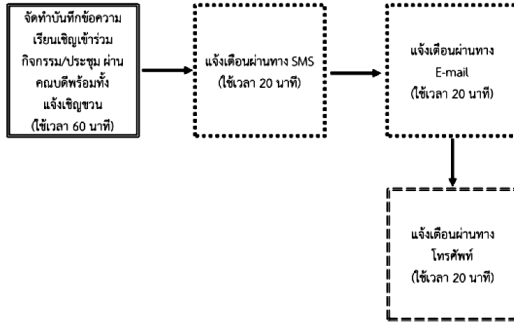 จัดทำบันทึกข้อความ
เรียนเชิญเข้าร่วม
กิจกรรม/ประชุม ผ่าน
คณบดีพร้อมทั้ง
แจ้งเชิญชวน
(ใช้เวลา 60 นาที)
แจ้งเตือนผ่านทาง SMS
(ใช้เวลา 20 นาที)
แจ้งเตือนผ่านทาง
E-mail
(ใช้เวลา 20 นาที)
แจ้งเตือนผ่านทาง
โทรศัพท์
(ใช้เวลา 20 นาที)